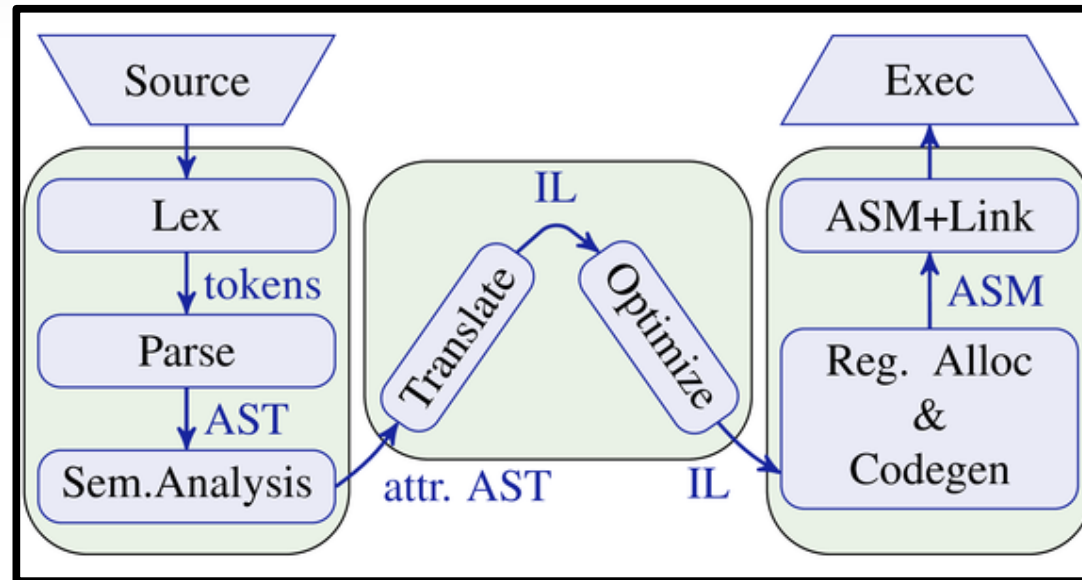 Source
Lex
tokens
Parse
AST
Sem.Analysis
attr. AST
Translate
IL
Optimize
IL
Reg. Alloc
&
Codegen
ASM
ASM+Link
Exec